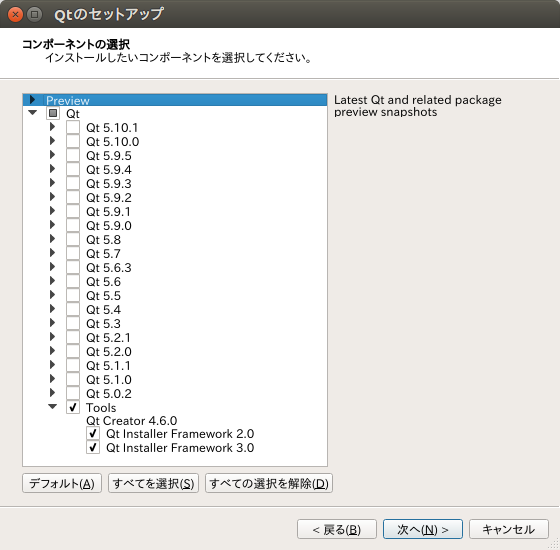 Qtのセットアップ
コンポーネントの選択
インストールしたいコンポーネントを選択してください。
Preview
Qt
Qt 5.10.1
Qt 5.10.0
Qt 5.9.5
Qt 5.9.4
Qt 5.9.3
Qt 5.9.2
Qt 5.9.1
Qt 5.9.0
Qt 5.8
Qt 5.7
Qt 5.6.3
Qt 5.6
Qt 5.5
Qt 5.4
Qt 5.3
Qt 5.2.1
Qt 5.2.0
Qt 5.1.1
Qt 5.1.0
Qt 5.0.2
Tools
Qt Creator 4.6.0
Qt Installer Framework 2.0
Qt Installer Framework 3.0
Latest Qt and related package
preview snapshots
デフォルト(A)
すべてを選択(S)
すべての選択を解除(D)
< 戻る(B)
次へ(N) >
キャンセル